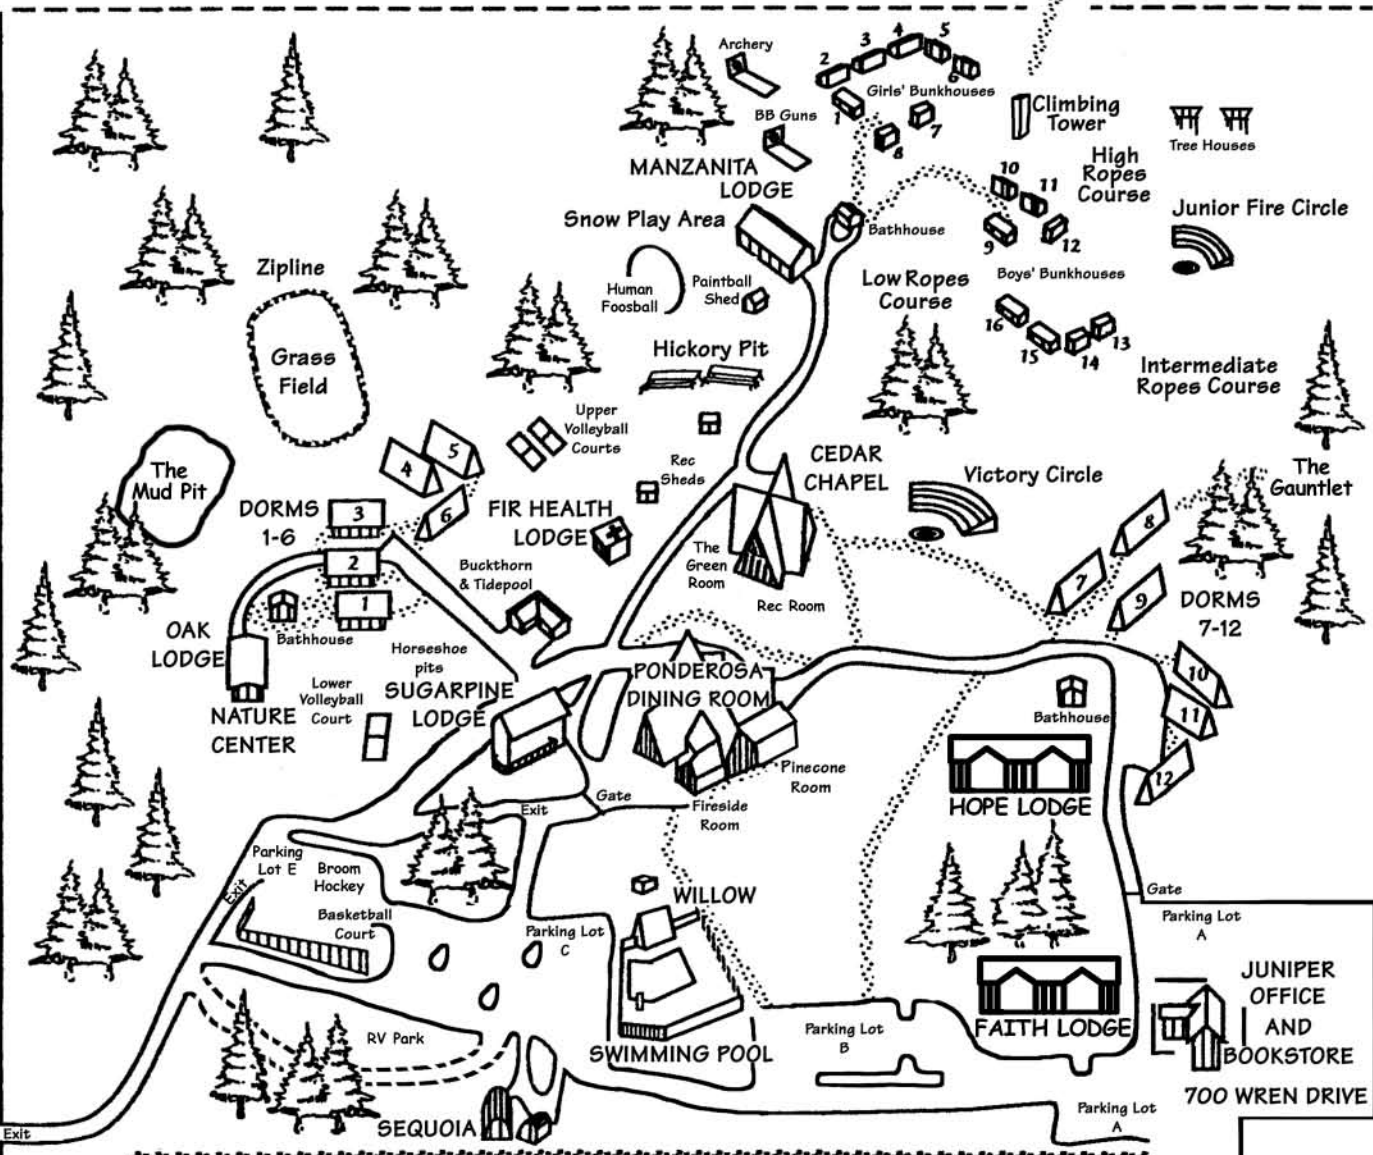 Archery
2
3
4
5
6
Girls' Bunkhouses
1
7
8
BB Guns
Climbing
Tower
Tree Houses
MANZANITA
LODGE
High
Ropes
Course
10
11
9
12
Boys' Bunkhouses
Junior Fire Circle
Snow Play Area
Bathhouse
Zipline
Human
Foosball
Paintball
Shed
Low Ropes
Course
16
15
14
13
Grass
Field
Hickory Pit
Intermediate
Ropes Course
Upper
Volleyball
Courts
The
Mud Pit
4
5
Rec
Sheds
CEDAR
CHAPEL
Victory Circle
The
Gauntlet
DORMS
1-6
3
6
2
1
FIR HEALTH
LODGE
The
Green
Room
Rec Room
8
7
9
DORMS
7-12
Buckthorn
& Tidepool
Bathhouse
OAK
LODGE
NATURE
CENTER
Horseshoe
pits
Lower
Volleyball
Court
SUGARPINE
LODGE
PONDEROSA
DINING ROOM
10
11
12
Bathhouse
HOPE LODGE
Pinecone
Room
Fireside
Room
Gate
Exit
Parking
Lot E
Broom
Hockey
Exit
Basketball
Court
Parking Lot
C
WILLOW
Gate
Parking Lot
A
RV Park
SWIMMING POOL
Parking Lot
B
FAITH LODGE
JUNIPER
OFFICE
AND
BOOKSTORE
700 WREN DRIVE
SEQUOIA
Parking Lot
A
Exit